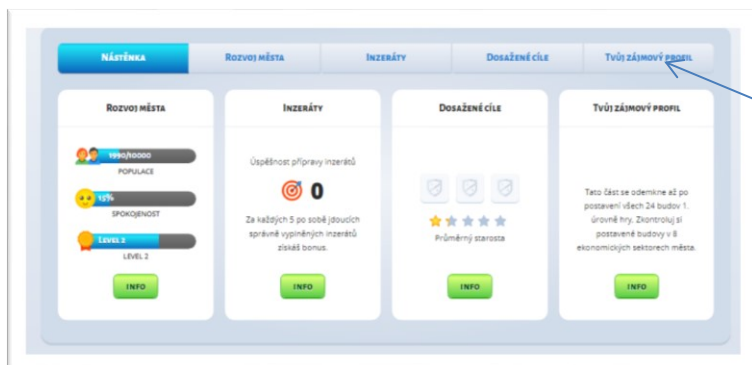 NÁSTĚNKA
ROZVOJ MĚSTA
INZERÁTY
DOSAŽENÉ CÍLE
TVŮJ ZÁJMOVÝ PROFIL
ROZVOJ MĚSTA
1990/10000
POPULACE
15%
SPOKOJENOST
LEVEL 2
LEVEL 2
INFO
INZERÁTY
Úspěšnost přípravy inzerátů
0
Za každých 5 po sobě jdoucích
správně vyplněných inzerátů
získáš bonus.
INFO
DOSAŽENÉ CÍLE
Průměrný starosta
INFO
TVŮJ ZÁJMOVÝ PROFIL
Tato část se odemkne až po
postavení všech 24 budov 1.
úrovně hry. Zkontroluj si
postavené budovy v 8
ekonomických sektorech města.
INFO